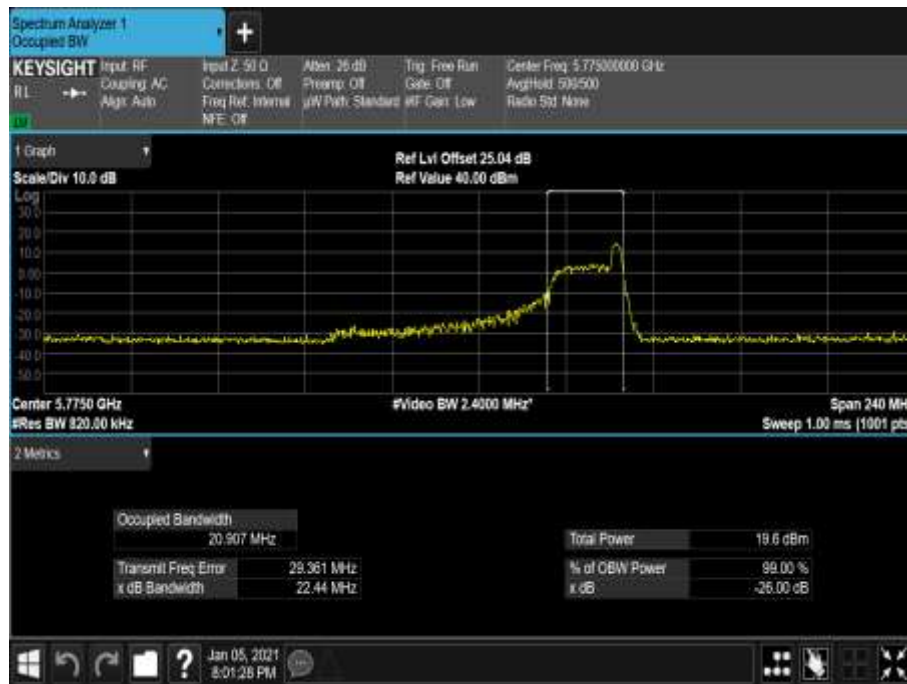 Spectrum Analyzer 1
Occupied BW
+
KEYSIGHT Input: RF Input Z: 50 Ω Atten: 26 dB Trig: Free Run Center Freq: 5.775000000 GHz
RL Coupling: AC Corrections: Off Preamp: Off Gate: Off Avg|Hold: 500/500
Align: Auto Freq Ref: Internal µW Path: Standard #IF Gain: Low Radio Std: None
NFE: Off
1 Graph
Ref Lvl Offset 25.04 dB
Scale/Div 10.0 dB Ref Value 40.00 dBm
Log
30.0
20.0
10.0
0.00
-10.0
-20.0
-30.0
-40.0
-50.0
Center 5.7750 GHz #Video BW 2.4000 MHz* Span 240 MH
#Res BW 820.00 kHz Sweep 1.00 ms (1001 pts
2 Metrics
Occupied Bandwidth
20.907 MHz Total Power 19.6 dBm
Transmit Freq Error 29.361 MHz % of OBW Power 99.00 %
x dB Bandwidth 22.44 MHz x dB -26.00 dB
? Jan 05, 2021
8:01:28 PM